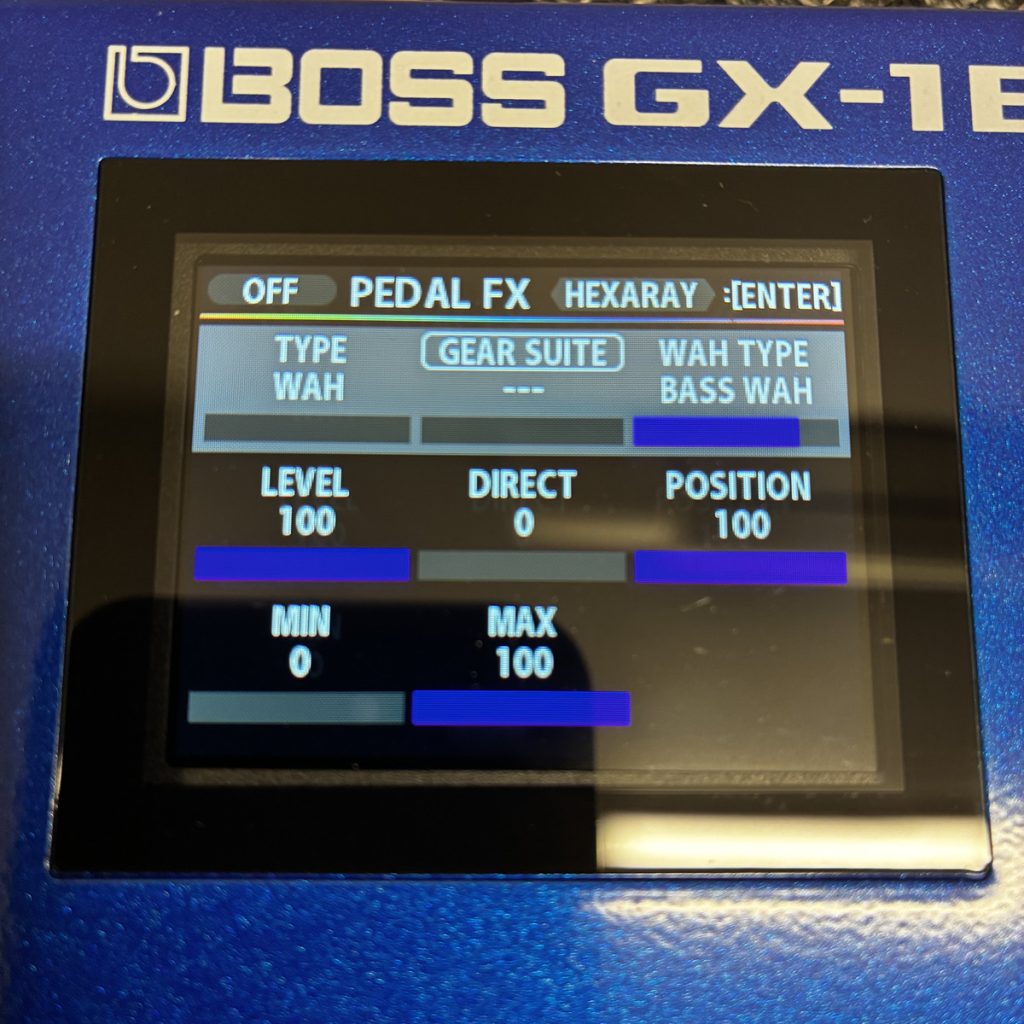 BOSS GX-1B
OFF PEDAL FX HEXARAY :[ENTER]
TYPE GEAR SUITE WAH TYPE
WAH --- BASS WAH
LEVEL DIRECT POSITION
100 0 100
MIN MAX
0 100